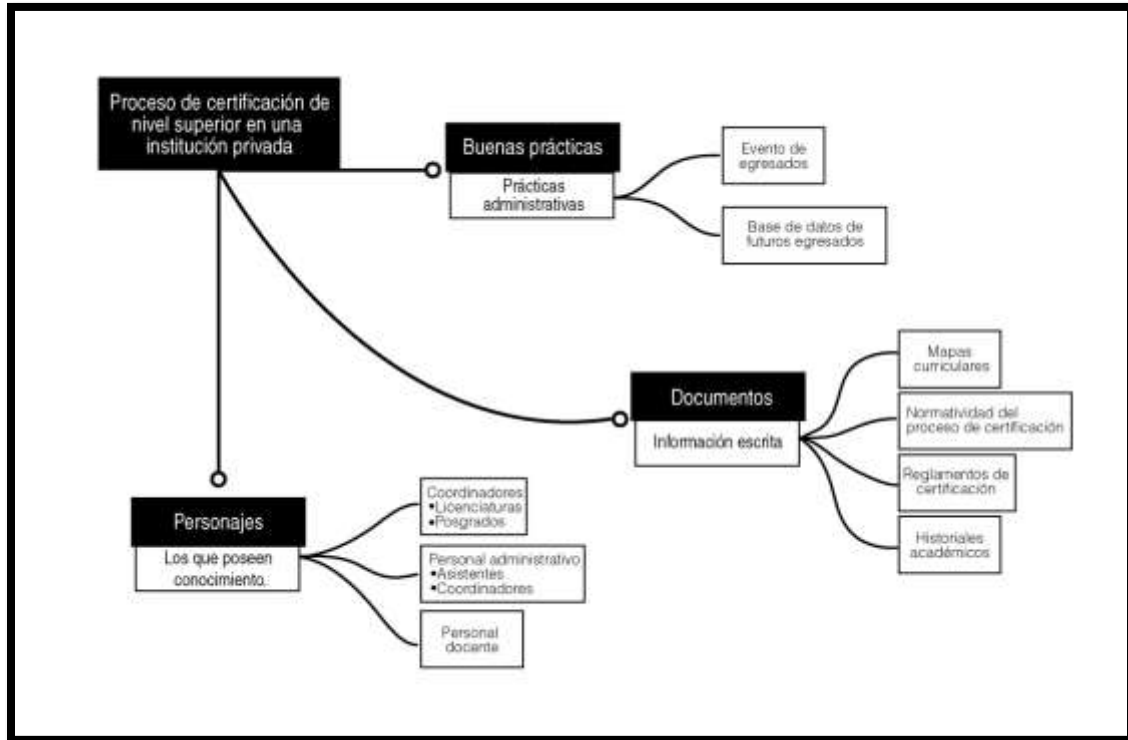 Proceso de certificación de
nivel superior en una
institución privada
Buenas prácticas
Prácticas
administrativas
Evento de
egresados
Base de datos de
futuros egresados
Documentos
Información escrita
Mapas
curriculares
Normatividad del
proceso de certificación
Reglamentos de
certificación
Historiales
académicos
Personajes
Los que poseen
conocimiento.
Coordinadores
•Licenciaturas
•Posgrados
Personal administrativo
•Asistentes
•Coordinadores
Personal
docante